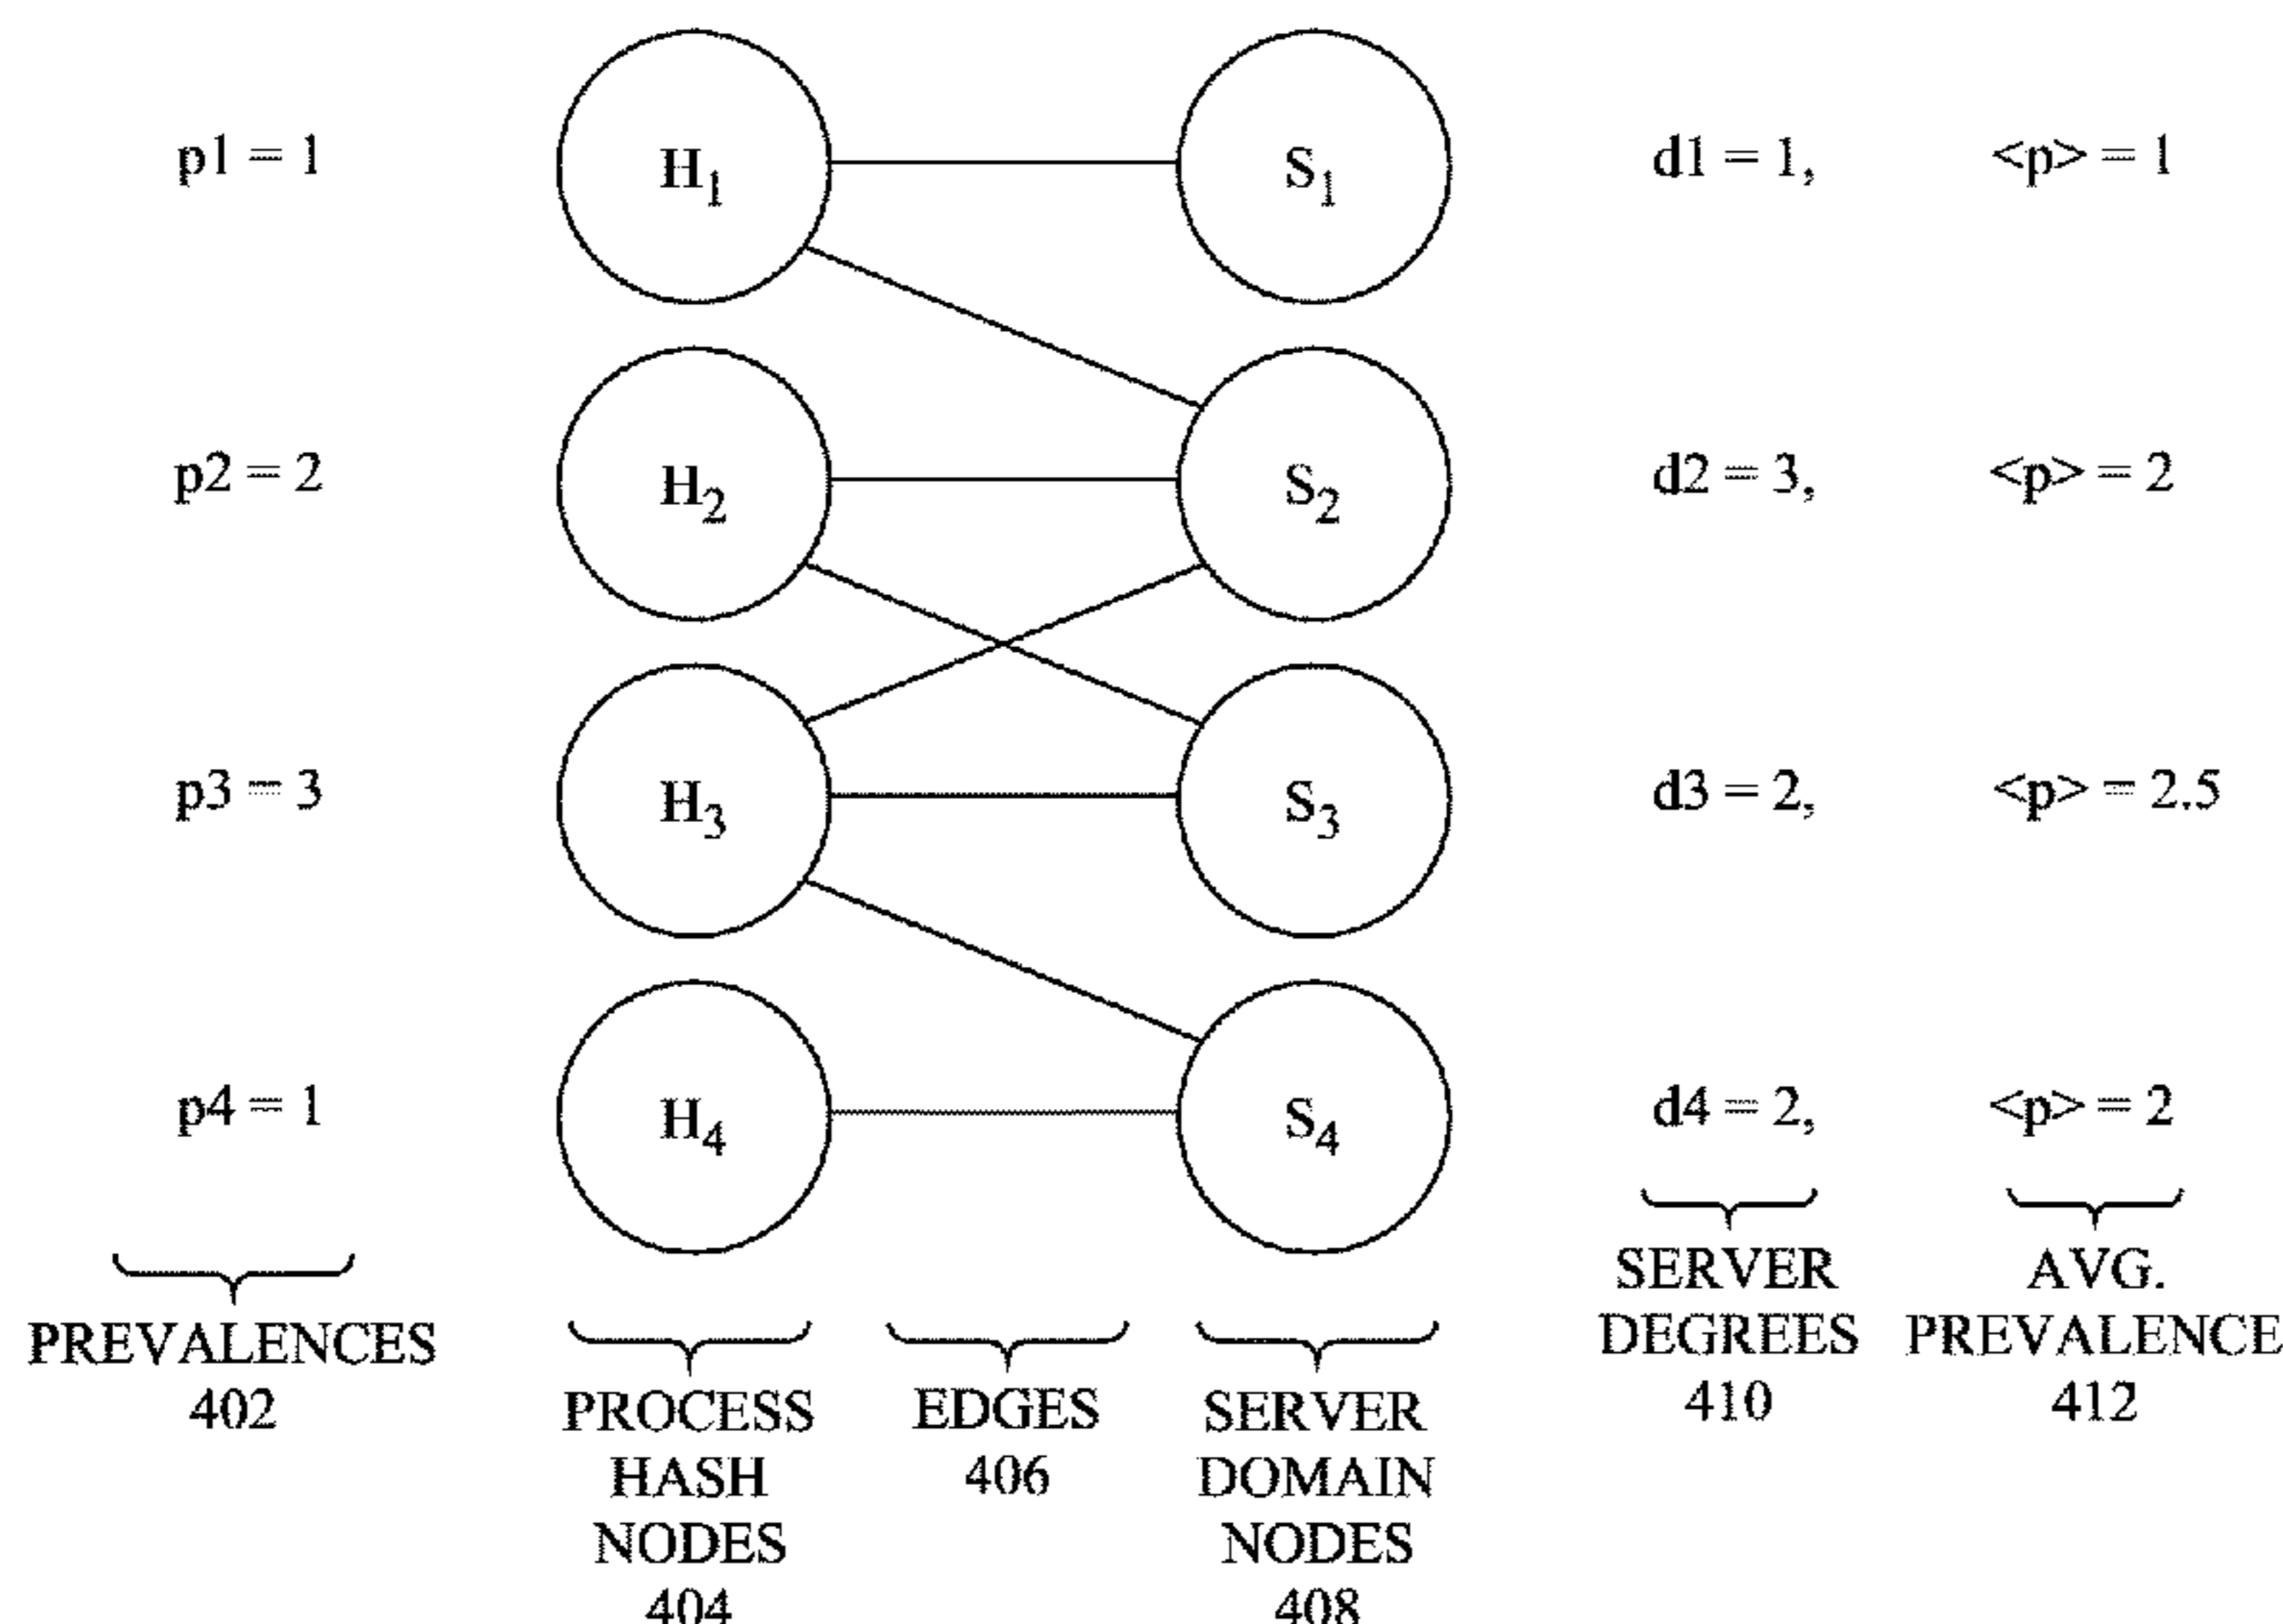 p1 = 1
H1
S1
d1 = 1,
<p> = 1
p2 = 2
H2
S2
d2 = 3,
<p> = 2
p3 = 3
H3
S3
d3 = 2,
<p> = 2.5
p4 = 1
H4
S4
d4 = 2,
<p> = 2
PREVALENCES
402
PROCESS
HASH
NODES
404
EDGES
406
SERVER
DOMAIN
NODES
408
SERVER
DEGREES
410
AVG.
PREVALENCE
412